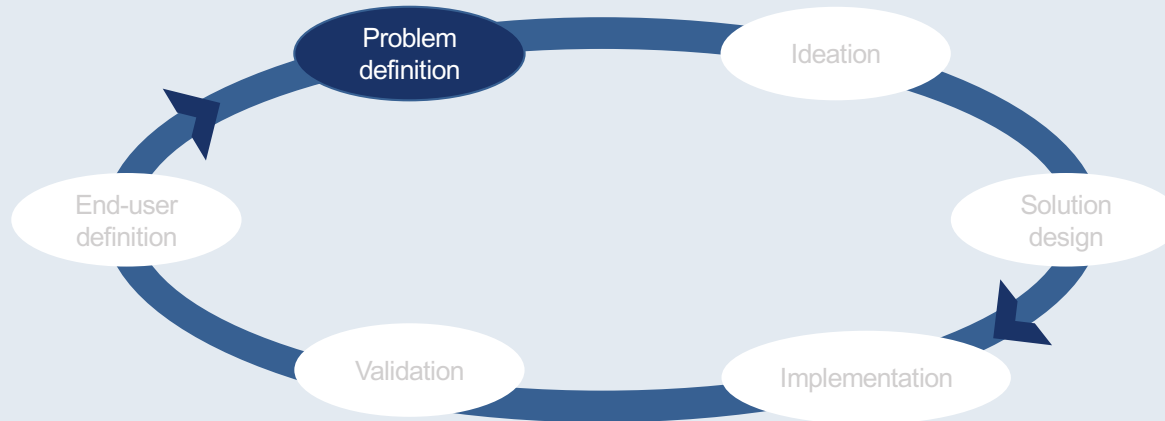 Problem
definition
Ideation
End-user
definition
Solution
design
Validation
Implementation